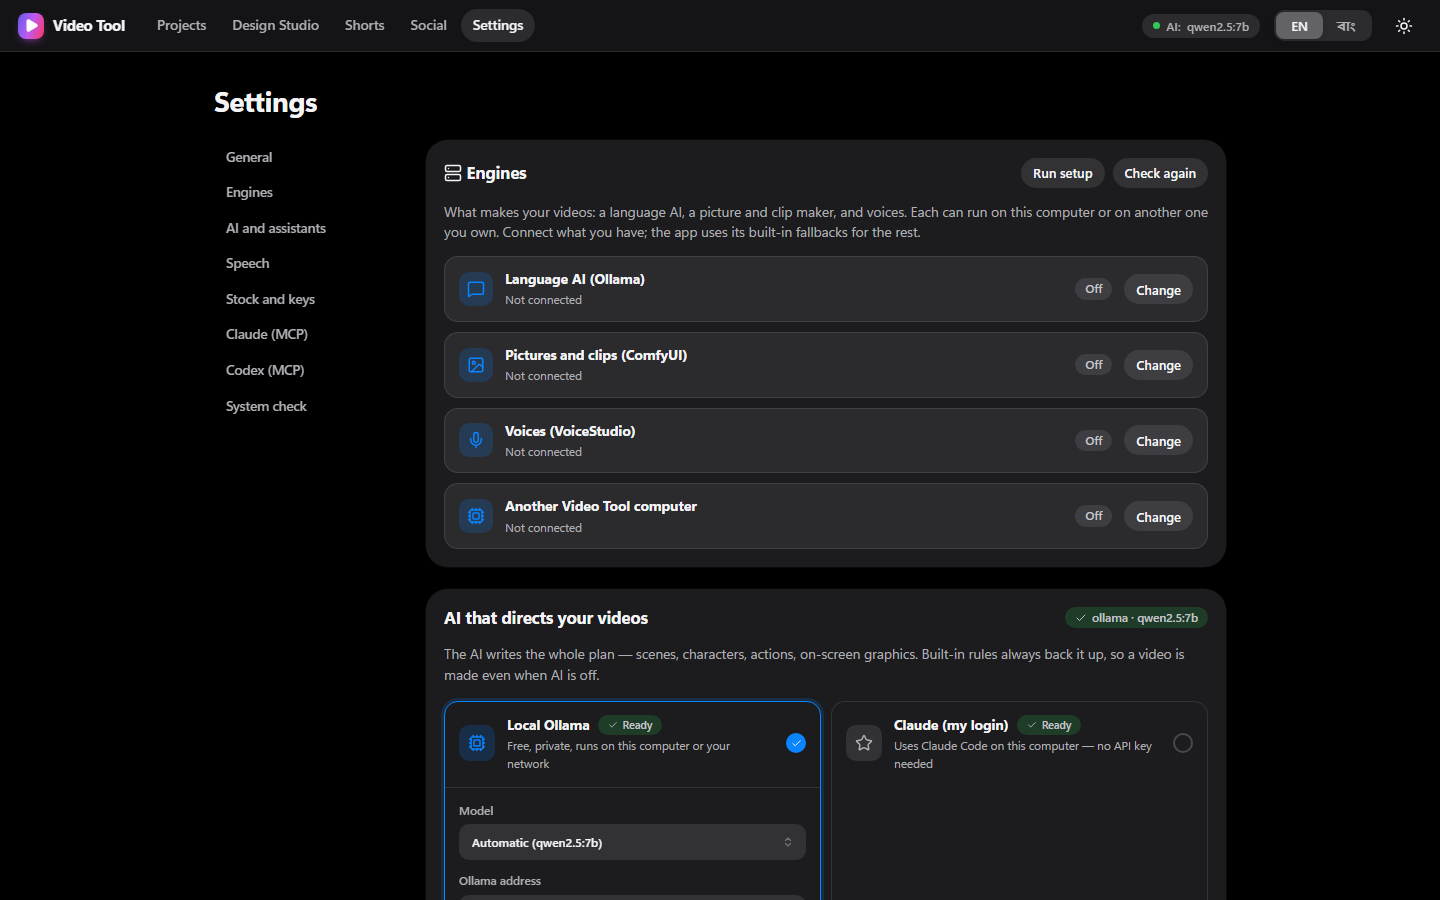 Video Tool
Projects
Design Studio
Shorts
Social
Settings
AI: qwen2.5:7b
EN
বাং
Settings
General
Engines
AI and assistants
Speech
Stock and keys
Claude (MCP)
Codex (MCP)
System check
Engines
Run setup
Check again
What makes your videos: a language AI, a picture and clip maker, and voices. Each can run on this computer or on another one
you own. Connect what you have; the app uses its built-in fallbacks for the rest.
Language AI (Ollama)
Not connected
Off
Change
Pictures and clips (ComfyUI)
Not connected
Off
Change
Voices (VoiceStudio)
Not connected
Off
Change
Another Video Tool computer
Not connected
Off
Change
AI that directs your videos
ollama · qwen2.5:7b
The AI writes the whole plan — scenes, characters, actions, on-screen graphics. Built-in rules always back it up, so a video is
made even when AI is off.
Local Ollama
Ready
Free, private, runs on this computer or your
network
Model
Automatic (qwen2.5:7b)
Ollama address
Claude (my login)
Ready
Uses Claude Code on this computer — no API key
needed